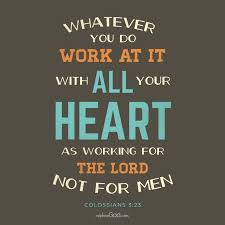 WHATEVER
YOU DO
WORK AT IT
WITH ALL YOUR
HEART
AS WORKING FOR
THE LORD
NOT FOR MEN
COLOSSIANS 3:23